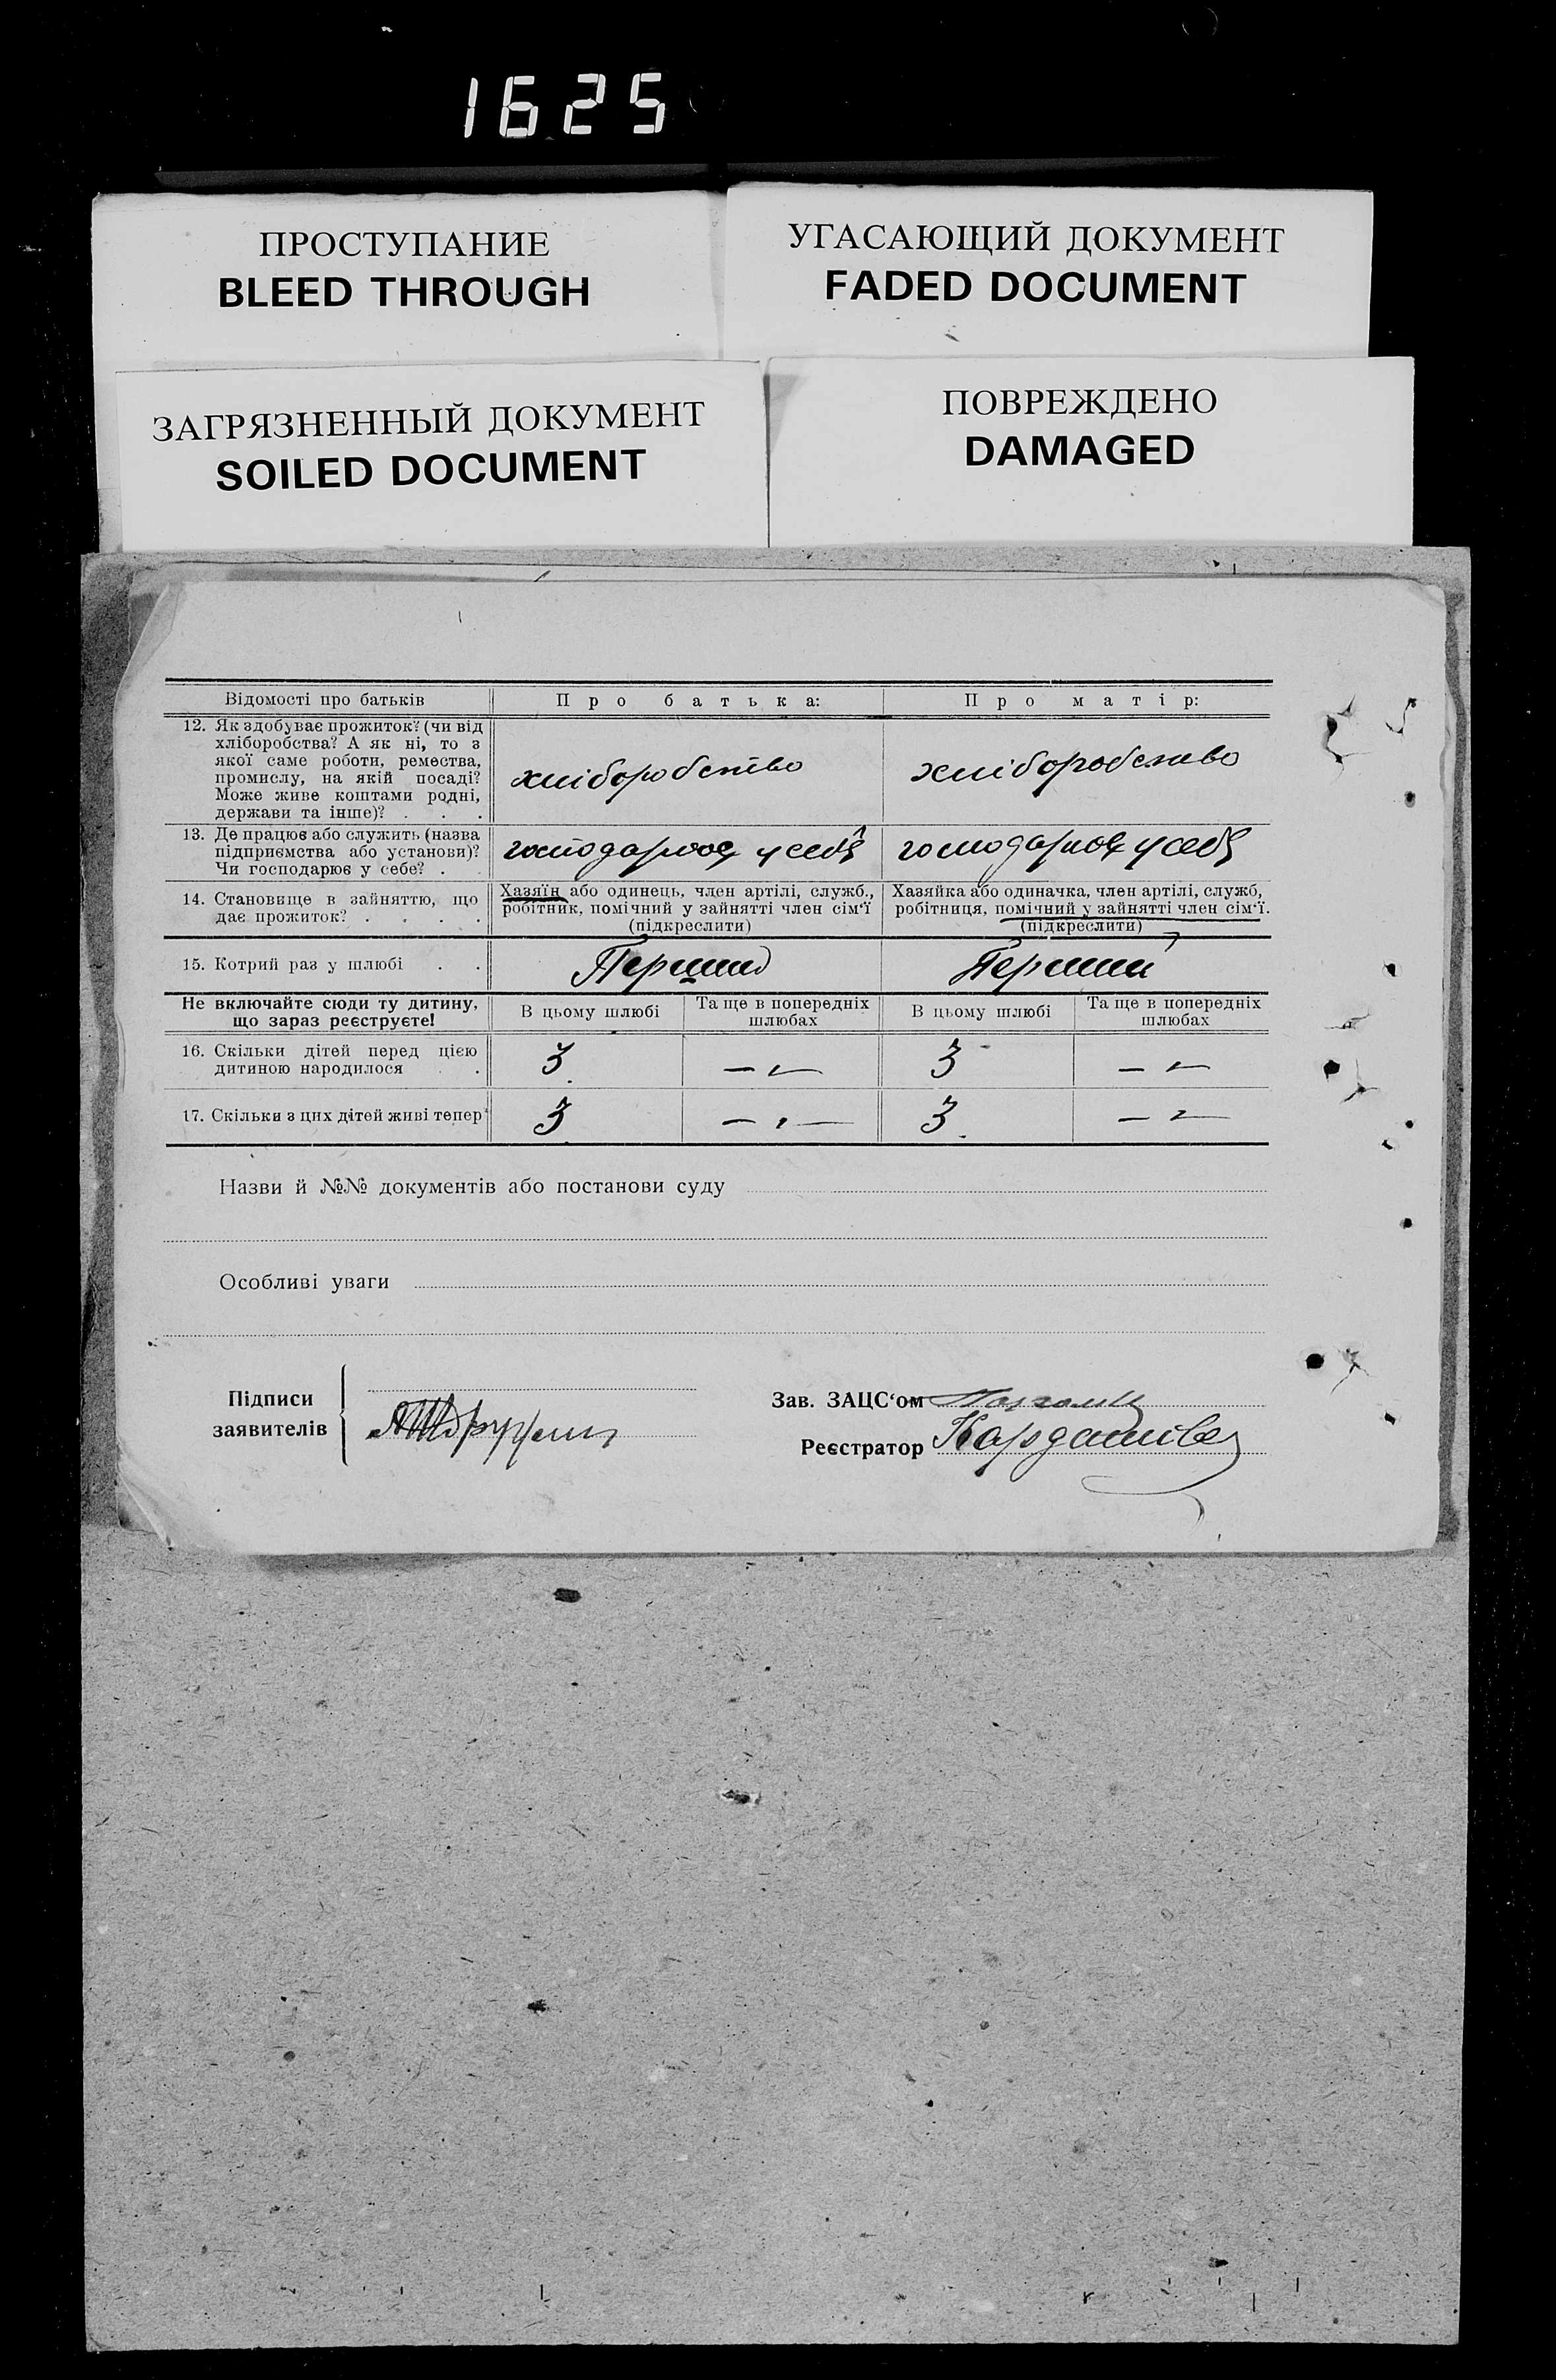 1625
ПРОСТУПАНИЕ
BLEED THROUGH
УГАСАЮЩИЙ ДОКУМЕНТ
FADED DOCUMENT
ЗАГРЯЗНЕННЫЙ ДОКУМЕНТ
SOILED DOCUMENT
ПОВРЕЖДЕНО
DAMAGED
Відомості про батьків
Про батька:
Про матір:
12. Як здобуває прожиток? (чи від
хліборобства? А як ні, то з
якої саме роботи, ремества,
промислу, на якій посаді?
Може живе коштами родні,
держави та інше)? . . .
хліборобство
хліборобство
13. Де працює або служить (назва
підприємства або установи)?
Чи господарює у себе? . .
господарює у себе
господарює у себе
14. Становище в зайняттю, що
дає прожиток? . . . .
Хазяїн або одинець, член артілі, служб.,
робітник, помічний у зайнятті член сім'ї
(підкреслити)
Хазяйка або одиначка, член артілі, служб,
робітниця, помічний у зайнятті член сім'ї.
(підкреслити)
15. Котрий раз у шлюбі . .
Перший
Перший
Не включайте сюди ту дитину,
що зараз реєструєте!
В цьому шлюбі
Та ще в попередніх
шлюбах
В цьому шлюбі
Та ще в попередніх
шлюбах
16. Скільки дітей перед цією
дитиною народилося . .
3
3
17. Скільки з цих дітей живі тепер
3
3
Назви й №№ документів або постанови суду
Особливі уваги
Підписи
заявителів
Зав. ЗАЦС'ом
Реєстратор